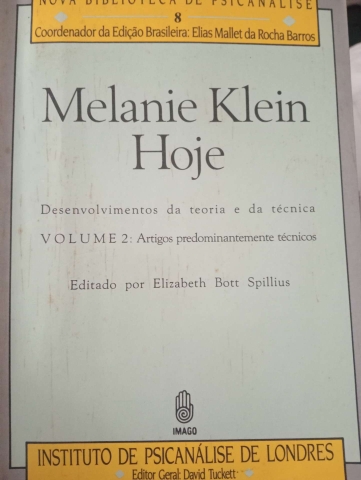 NOVA BIBLIOTECA DE PSICANÁLISE
8
Coordenador da Edição Brasileira: Elias Mallet da Rocha Barros
Melanie Klein
Hoje
Desenvolvimentos da teoria e da técnica
VOLUME 2: Artigos predominantemente técnicos
Editado por Elizabeth Bott Spillius
IMAGO
INSTITUTO DE PSICANÁLISE DE LONDRES
Editor Geral: David Tuckett